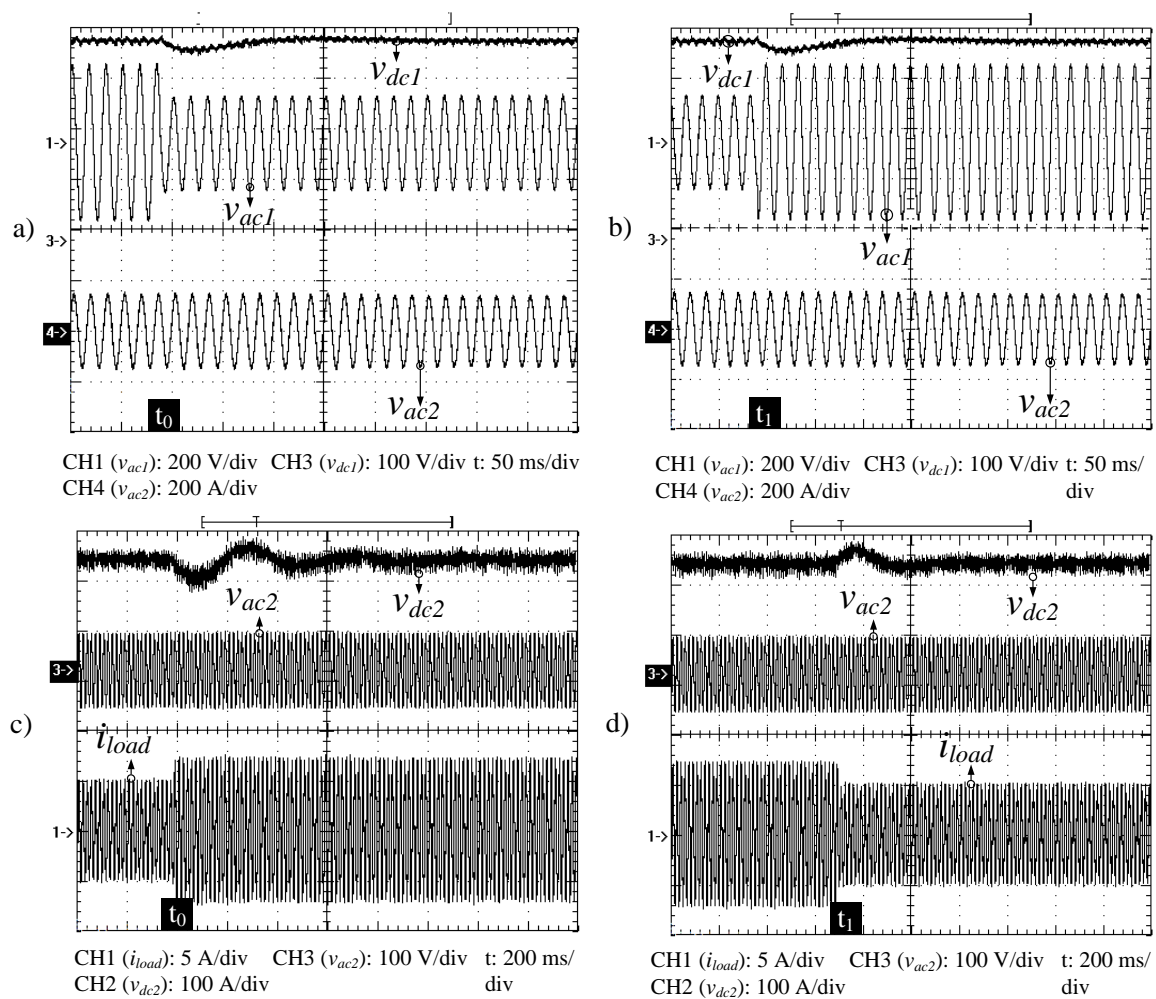 a)
1->
3->
4->
v_dc1
v_ac1
v_ac2
t_0
CH1 (v_ac1): 200 V/div CH3 (v_dc1): 100 V/div t: 50 ms/div
CH4 (v_ac2): 200 A/div
b)
1->
3->
4->
v_dc1
v_ac1
v_ac2
t_1
CH1 (v_ac1): 200 V/div CH3 (v_dc1): 100 V/div t: 50 ms/
CH4 (v_ac2): 200 A/div div
c)
3->
1->
v_ac2
v_dc2
i_load
t_0
CH1 (i_load): 5 A/div CH3 (v_ac2): 100 V/div t: 200 ms/
CH2 (v_dc2): 100 A/div div
d)
3->
1->
v_ac2
v_dc2
i_load
t_1
CH1 (i_load): 5 A/div CH3 (v_ac2): 100 V/div t: 200 ms/
CH2 (v_dc2): 100 A/div div